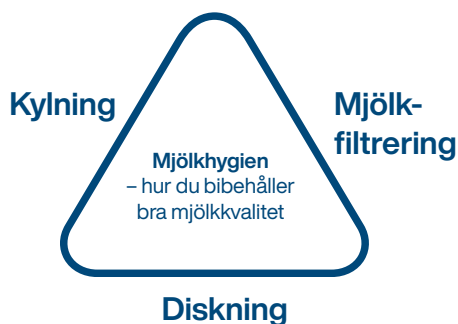 Kylning
Mjölk-
filtrering
Mjölkhygien
– hur du bibehåller
bra mjölkkvalitet
Diskning